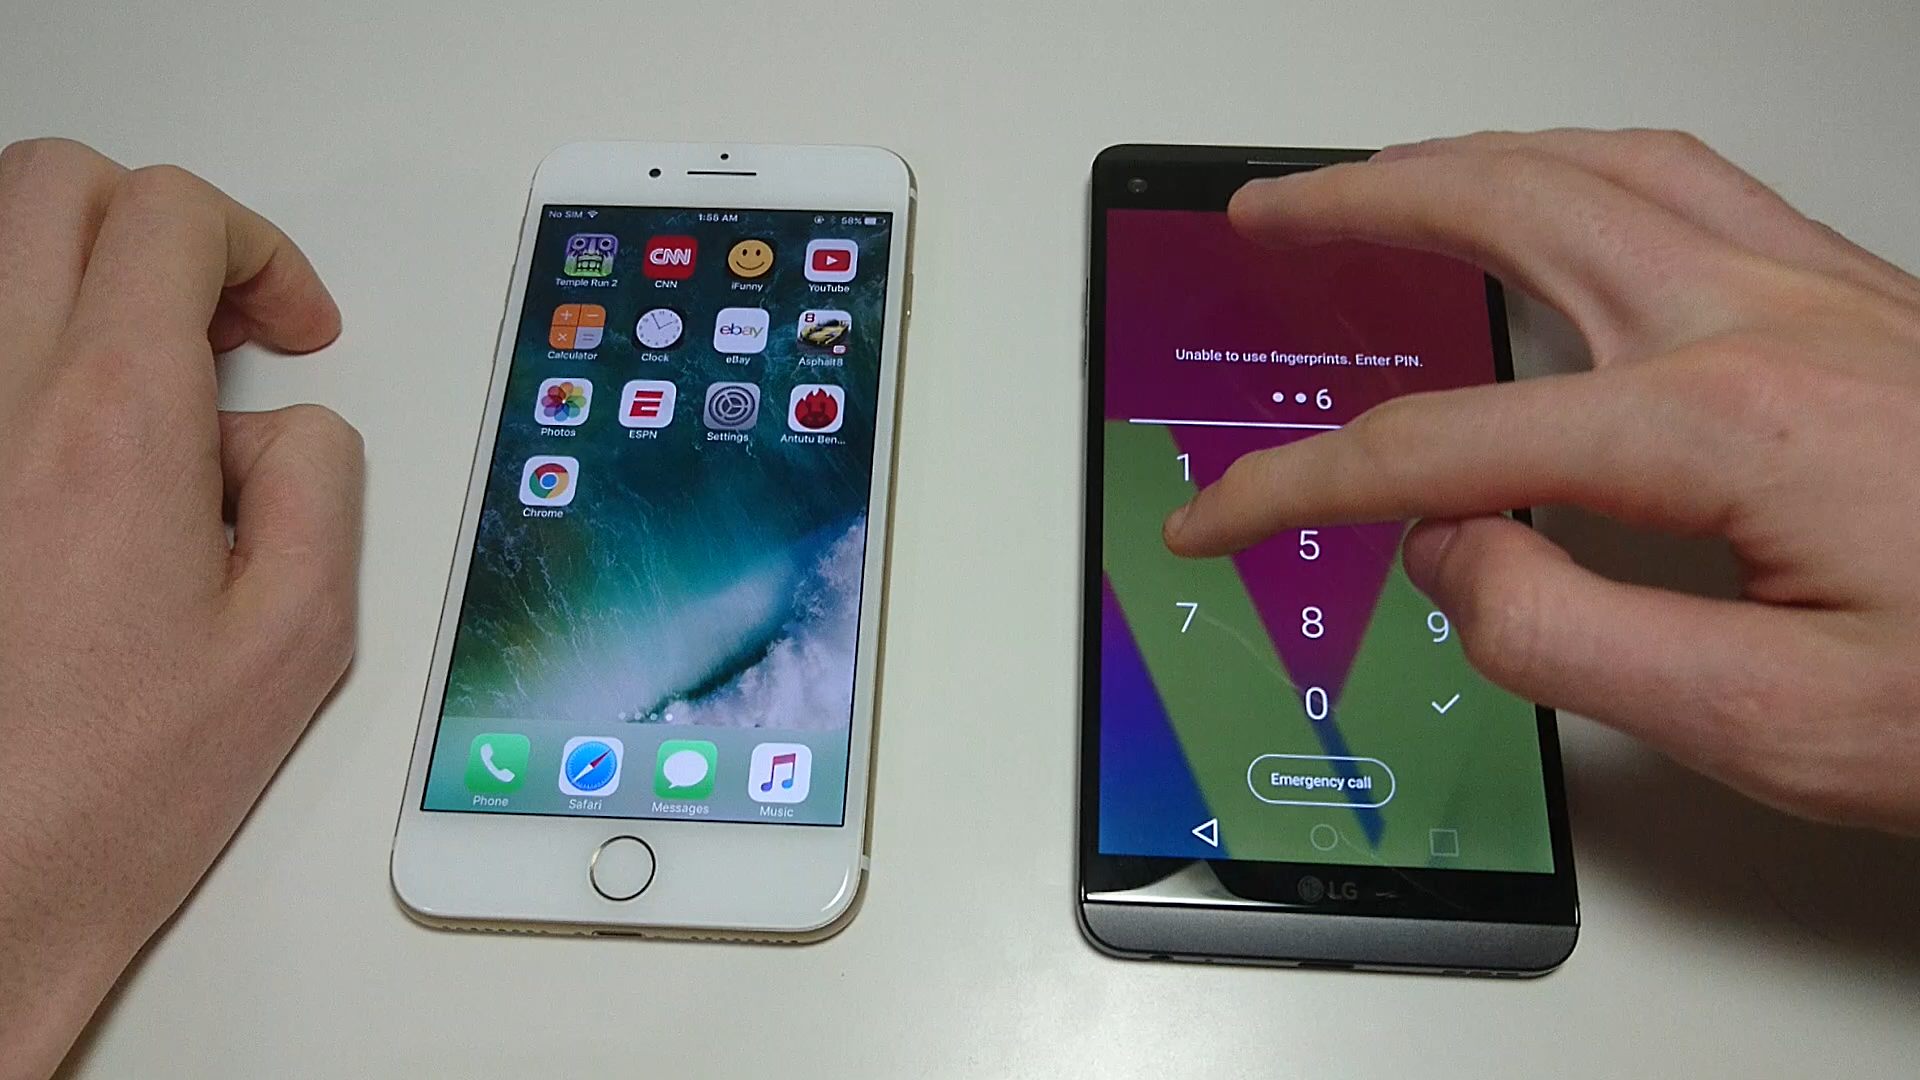 No SIM 1:55 AM 58%
Temple Run 2 CNN CNN iFunny YouTube
Calculator Clock ebay eBay 8 Asphalt8
Photos ESPN Settings Antutu Ben...
Chrome
Phone Safari Messages Music
Unable to use fingerprints. Enter PIN.
• • 6
1
5
7 8 9
0
Emergency call
LG